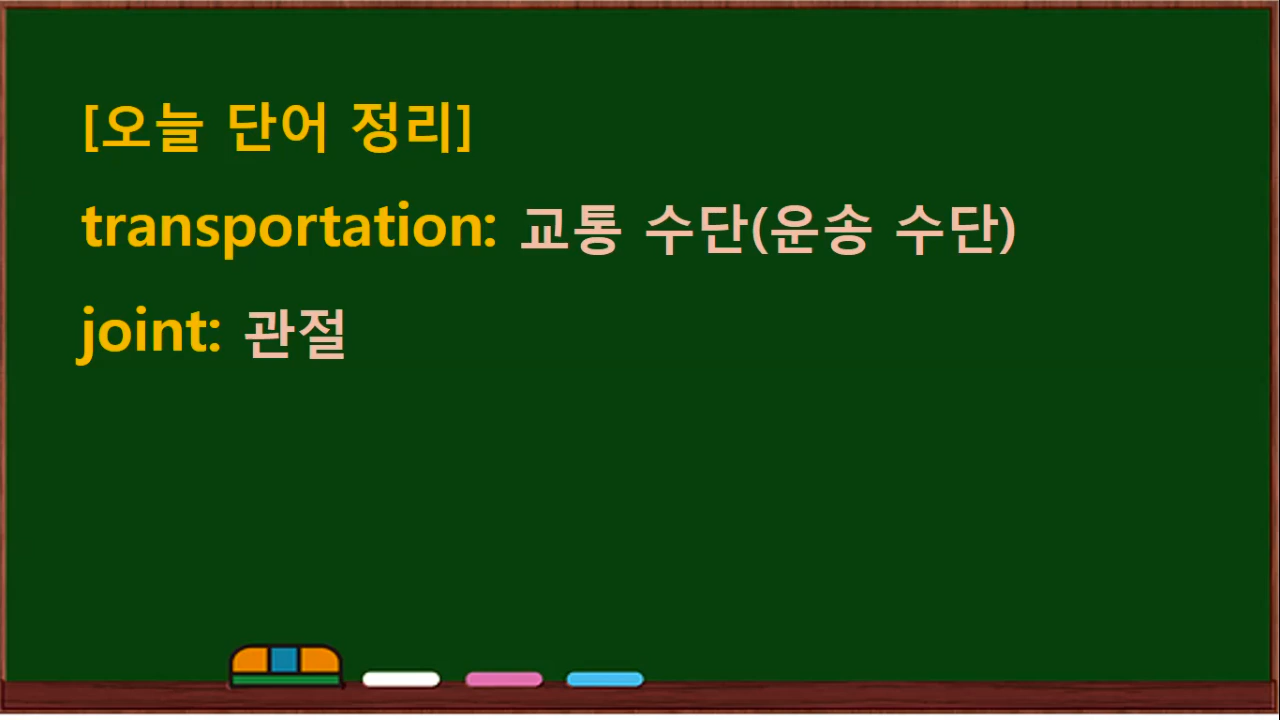 [오늘 단어 정리]
transportation: 교통 수단(운송 수단)
joint: 관절